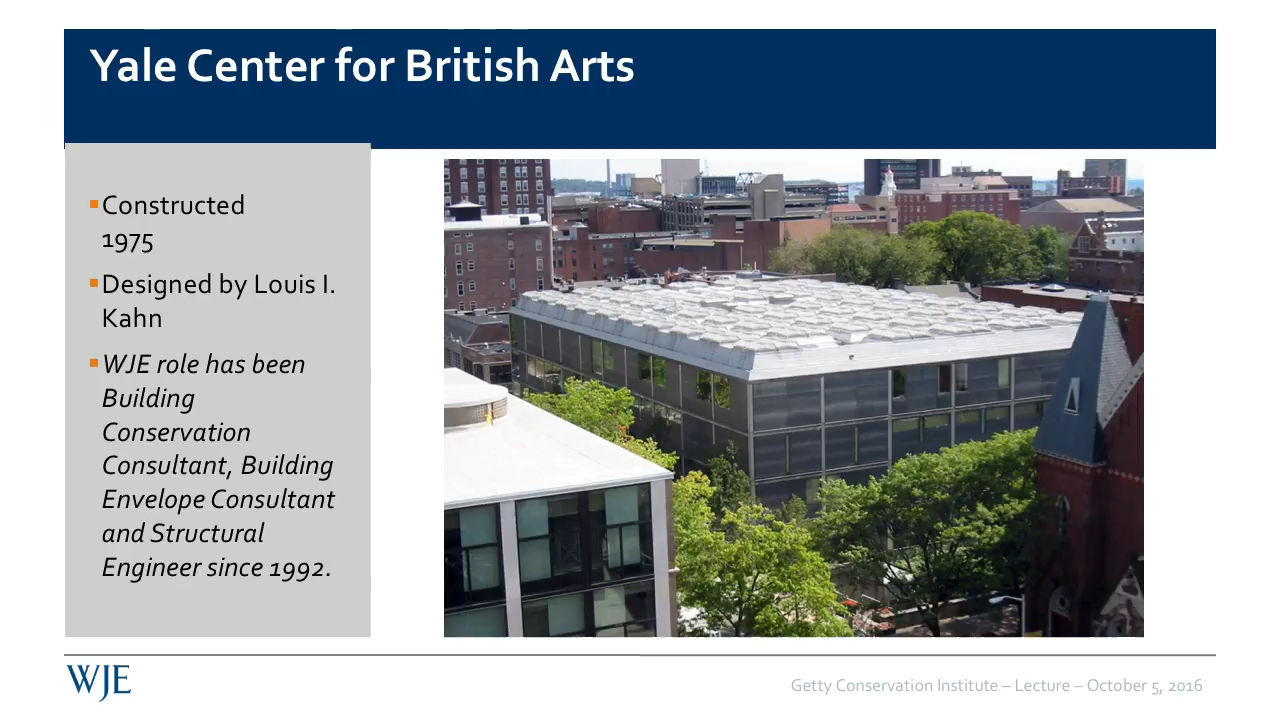 Yale Center for British Arts
Constructed
1975
Designed by Louis I.
Kahn
WJE role has been
Building
Conservation
Consultant, Building
Envelope Consultant
and Structural
Engineer since 1992.
WJE
Getty Conservation Institute – Lecture – October 5, 2016